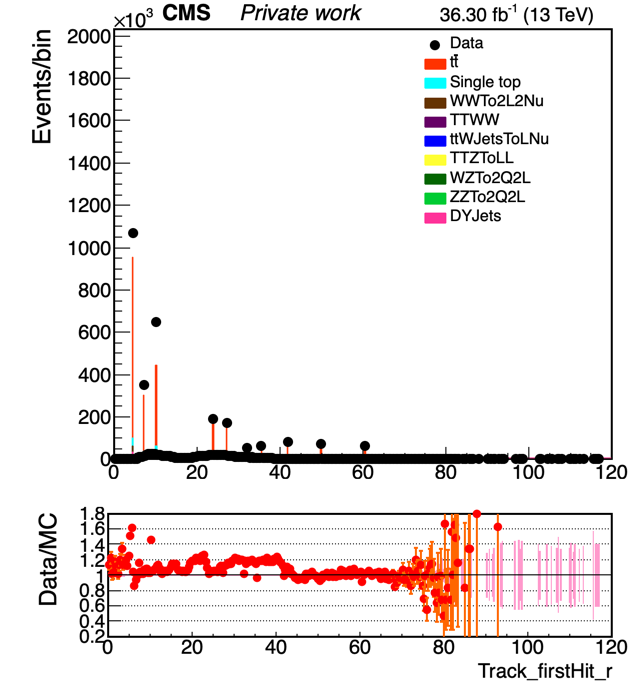 ×10³ CMS Private work 36.30 fb⁻¹ (13 TeV)
Events/bin
2000
1800
1600
1400
1200
1000
800
600
400
200
0
0 20 40 60 80 100 120
Data
tt̄
Single top
WWTo2L2Nu
TTWW
ttWJetsToLNu
TTZToLL
WZTo2Q2L
ZZTo2Q2L
DYJets
Data/MC
1.8
1.6
1.4
1.2
1
0.8
0.6
0.4
0.2
0 20 40 60 80 100 120
Track_firstHit_r